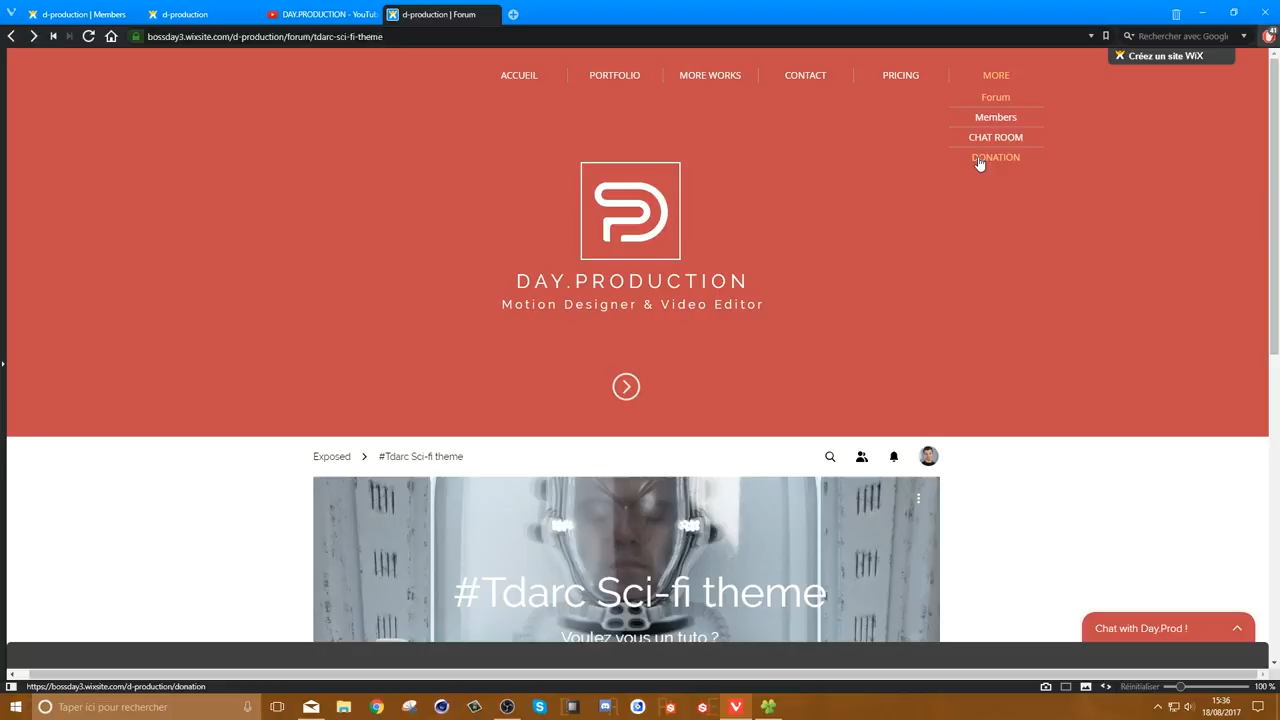 d-production | Members
d-production
DAY.PRODUCTION - YouTub
d-production | Forum
bossday3.wixsite.com/d-production/forum/tdarc-sci-fi-theme
Rechercher avec Googl
41
Créez un site WiX
ACCUEIL
PORTFOLIO
MORE WORKS
CONTACT
PRICING
MORE
Forum
Members
CHAT ROOM
DONATION
DAY.PRODUCTION
Motion Designer & Video Editor
Exposed
#Tdarc Sci-fi theme
#Tdarc Sci-fi theme
Voulez vous un tuto ?
Chat with Day.Prod !
https://bossday3.wixsite.com/d-production/donation
Réinitialiser
100 %
Taper ici pour rechercher
15:36
18/08/2017